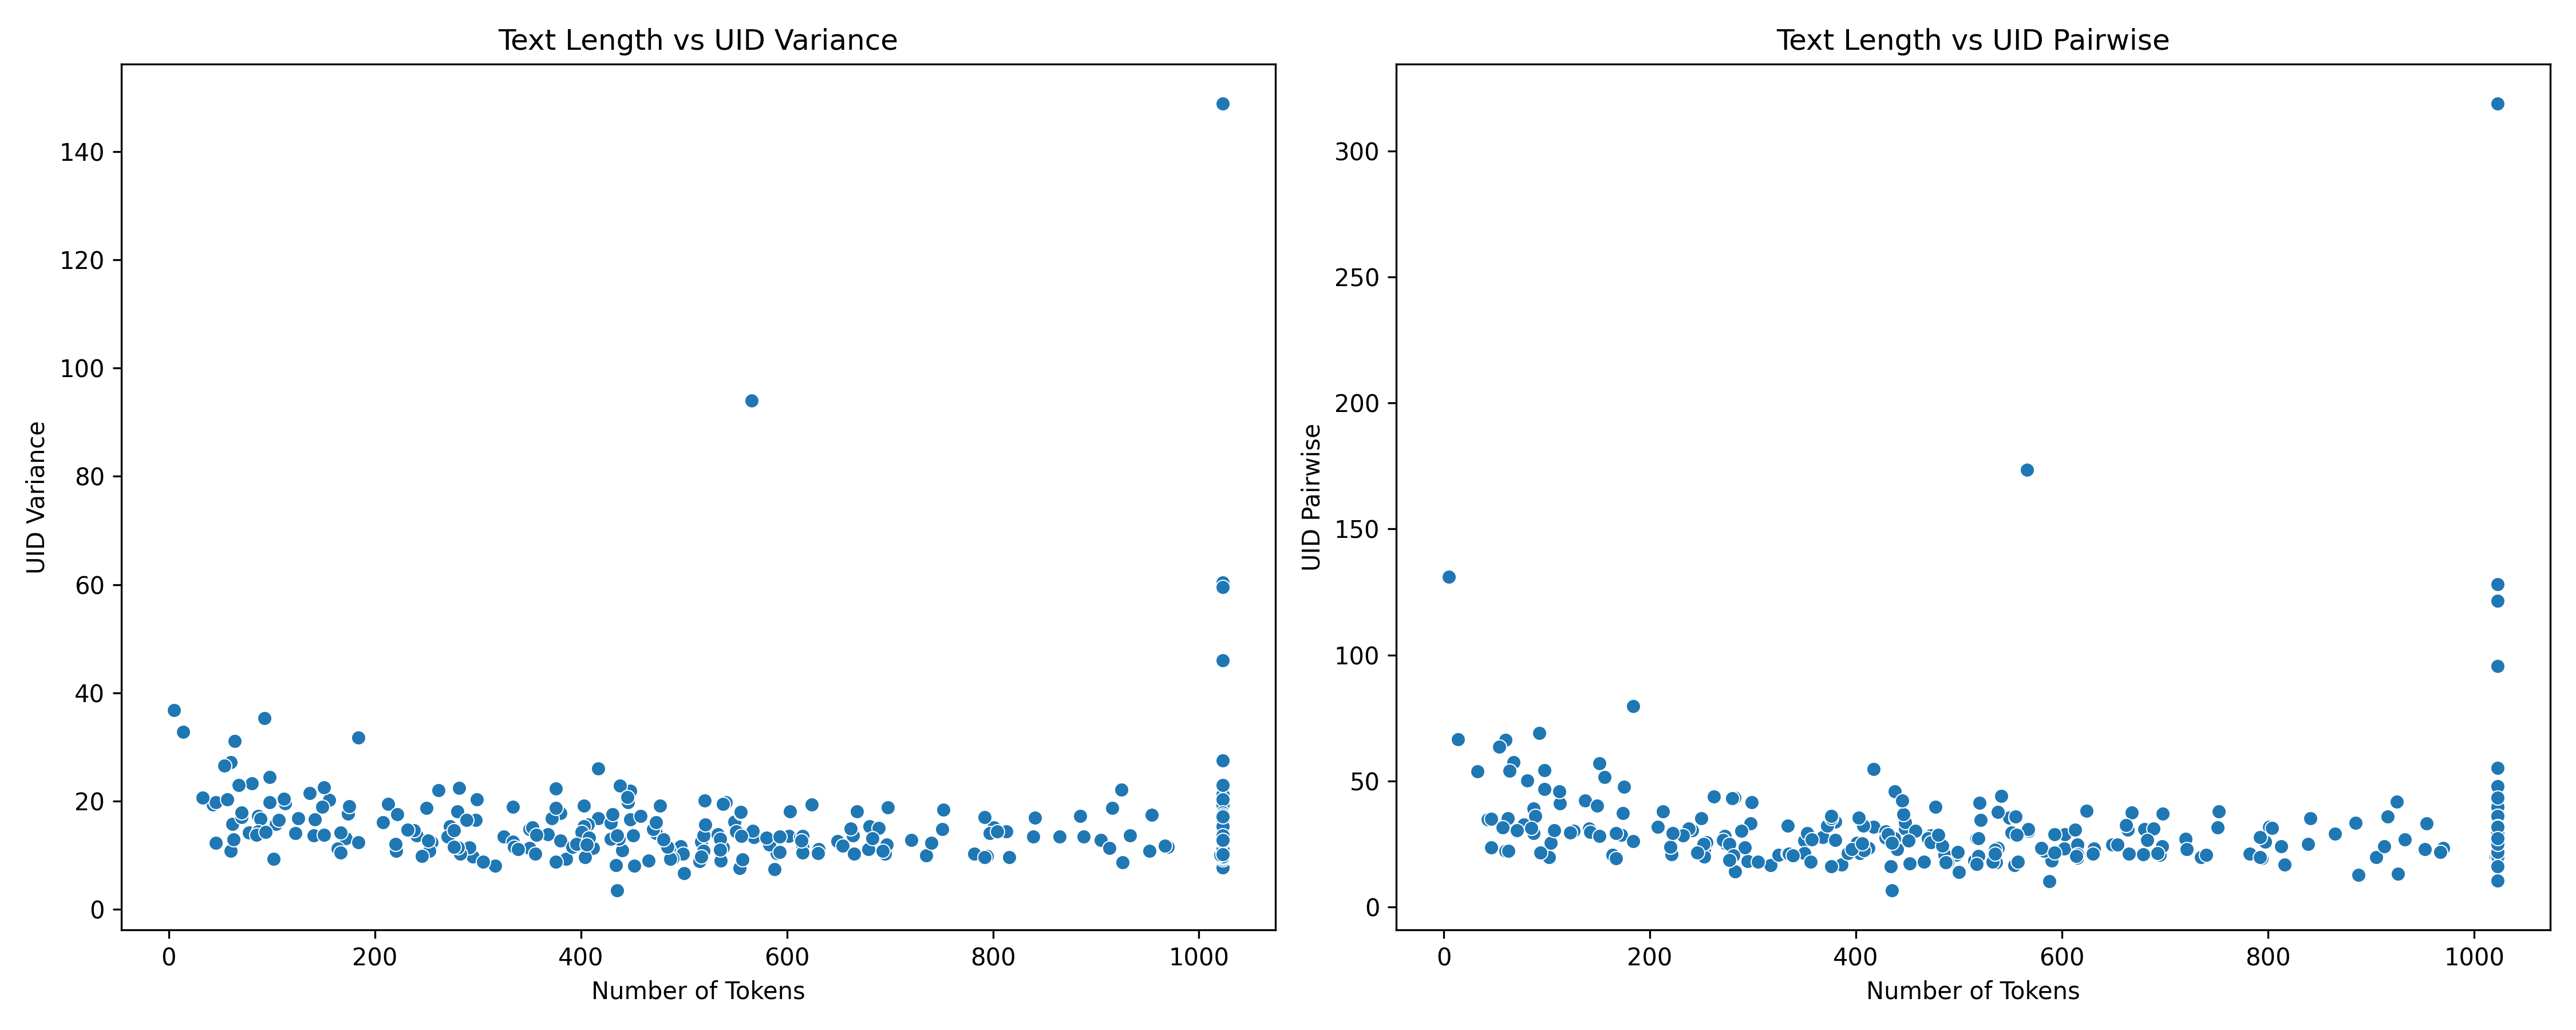 Text Length vs UID Variance
UID Variance
140
120
100
80
60
40
20
0
0 200 400 600 800 1000
Number of Tokens
Text Length vs UID Pairwise
UID Pairwise
300
250
200
150
100
50
0
0 200 400 600 800 1000
Number of Tokens